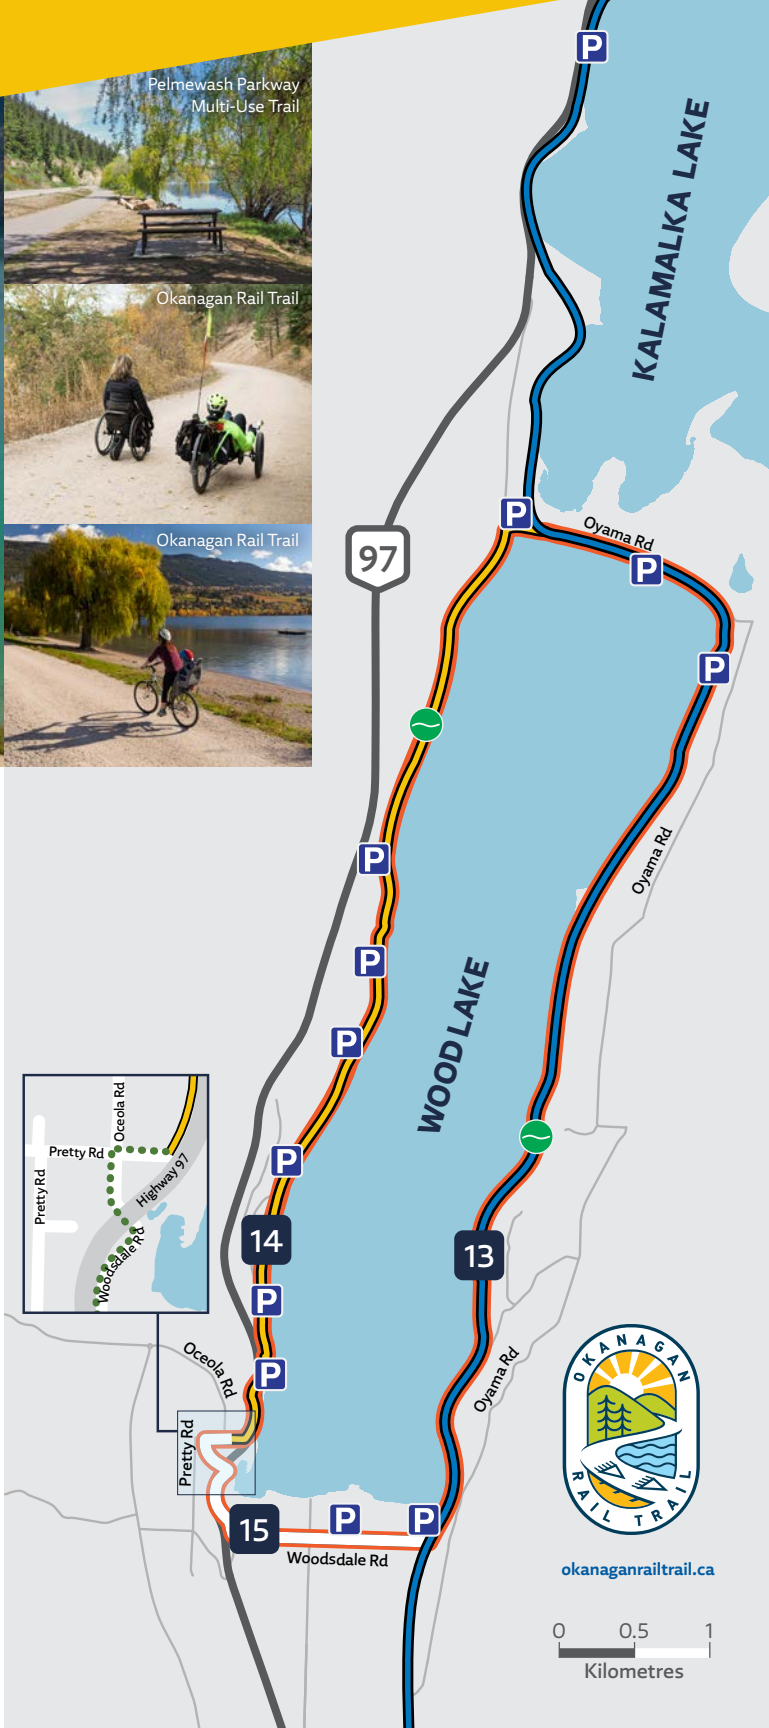 Pelmewash Parkway
Multi-Use Trail
P
KALAMALKA LAKE
Okanagan Rail Trail
P
Oyama Rd
Okanagan Rail Trail
97
P
P
Oyama Rd
P
P
WOOD LAKE
P
Oceola Rd
Pretty Rd
Pretty Rd
Highway 97
Woodsdale Rd
P
14
13
P
Oceola Rd
P
Oyama Rd
OKANAGAN
RAIL TRAIL
Pretty Rd
15
P
P
Woodsdale Rd
okanaganrailtrail.ca
0 0.5 1
Kilometres